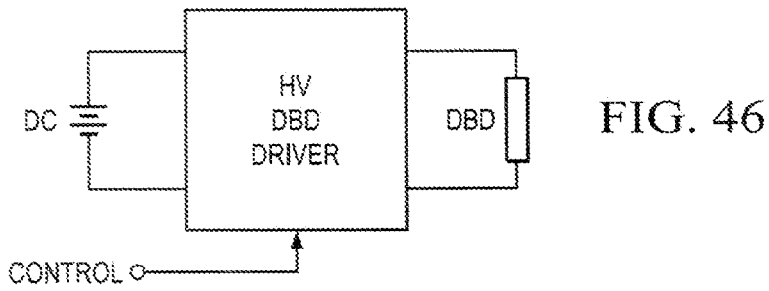 HV
DBD
DRIVER
DC
DBD
FIG. 46
CONTROL